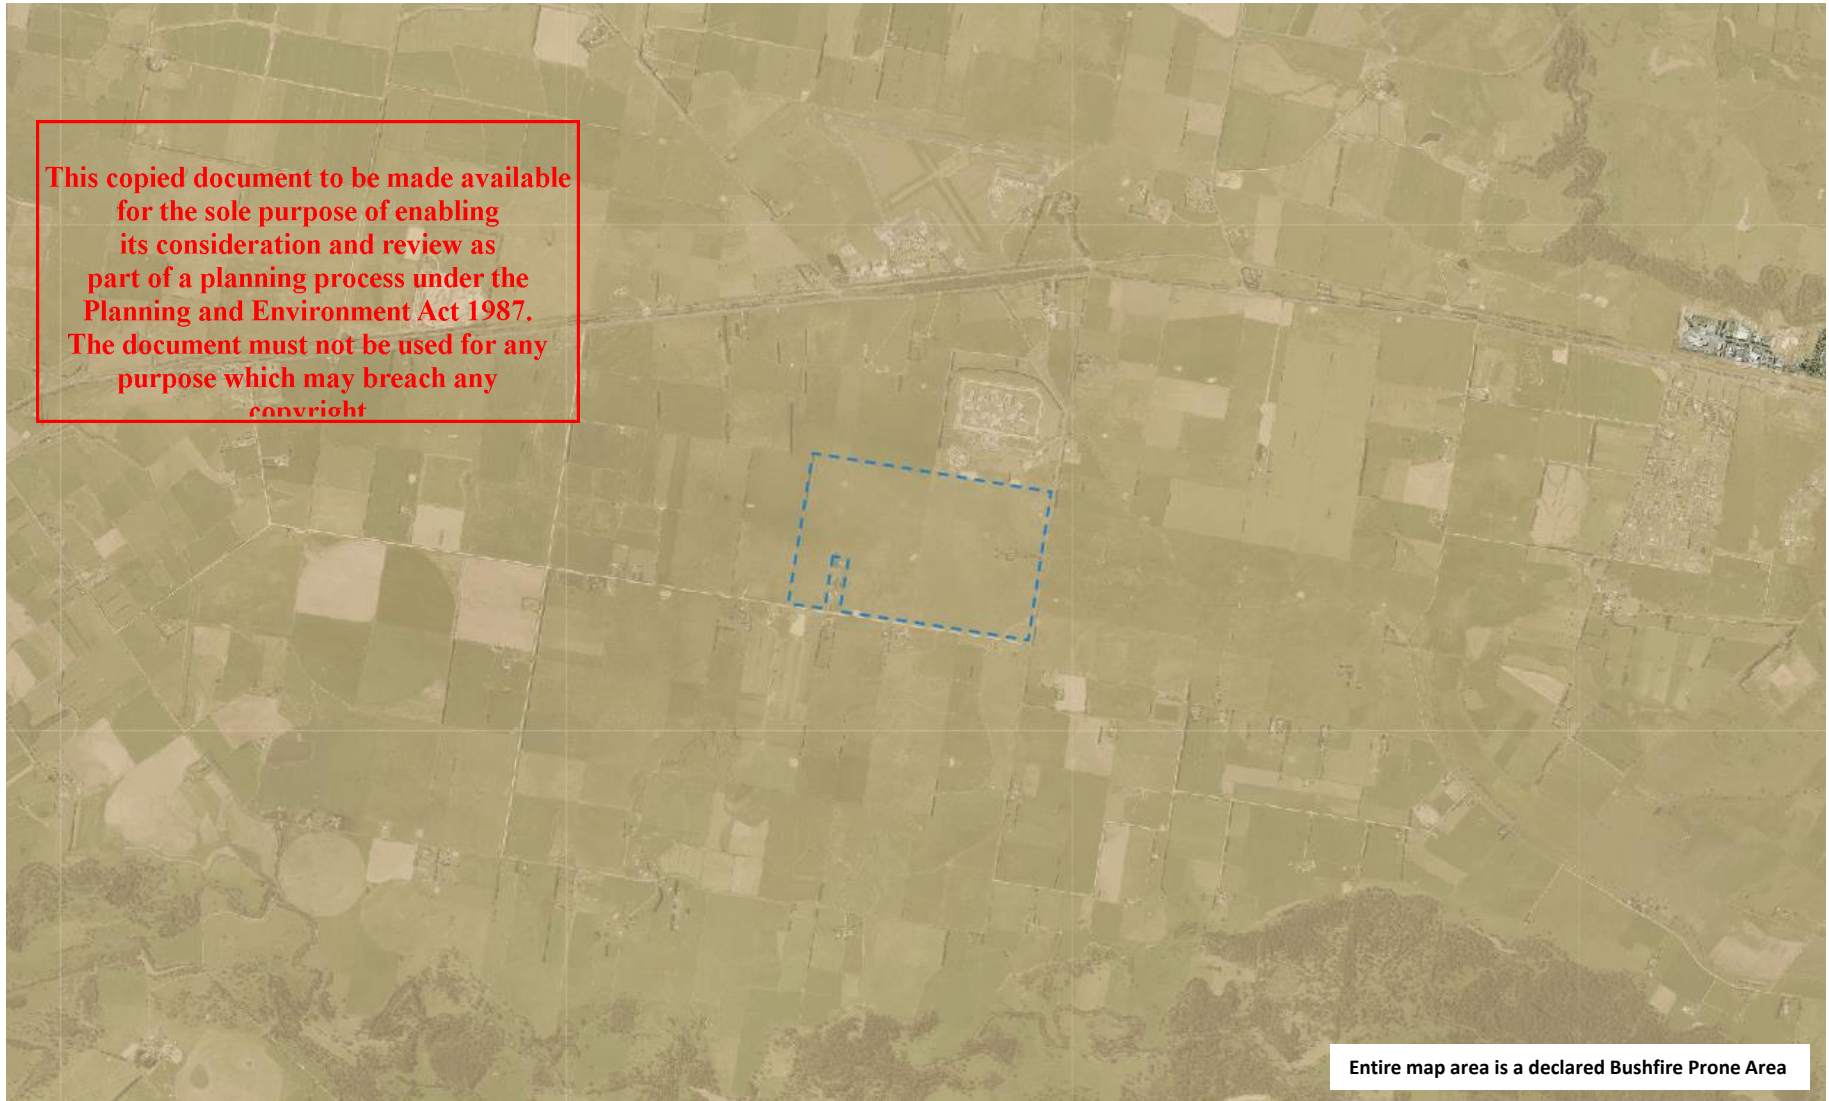 This copied document to be made available
for the sole purpose of enabling
its consideration and review as
part of a planning process under the
Planning and Environment Act 1987.
The document must not be used for any
purpose which may breach any
copyright
Entire map area is a declared Bushfire Prone Area